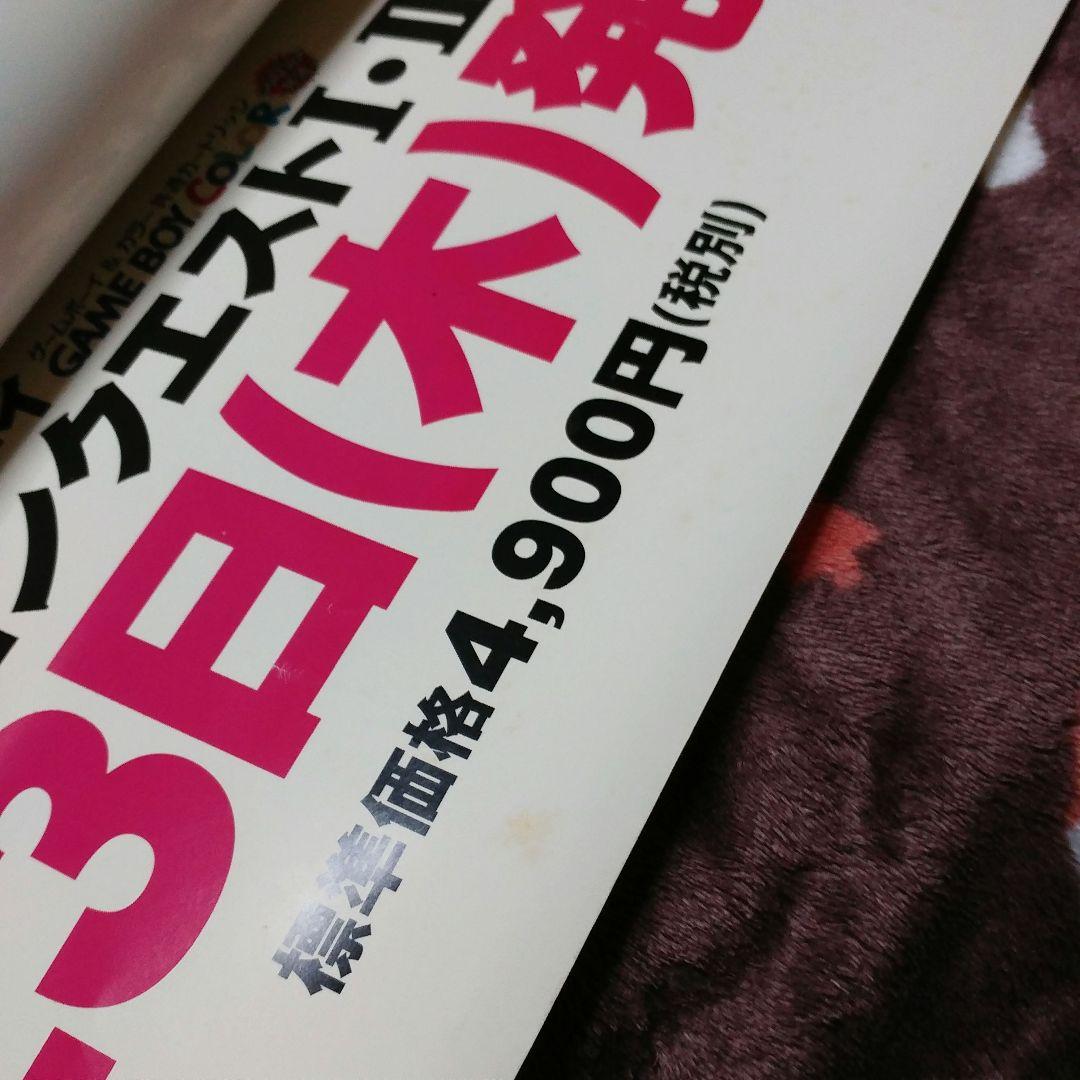 ゲームボーイ & カラー共通カートリッジ
GAME BOY COLOR
ンクエストI・II
23日(木)発
標準価格4,900円(税別)